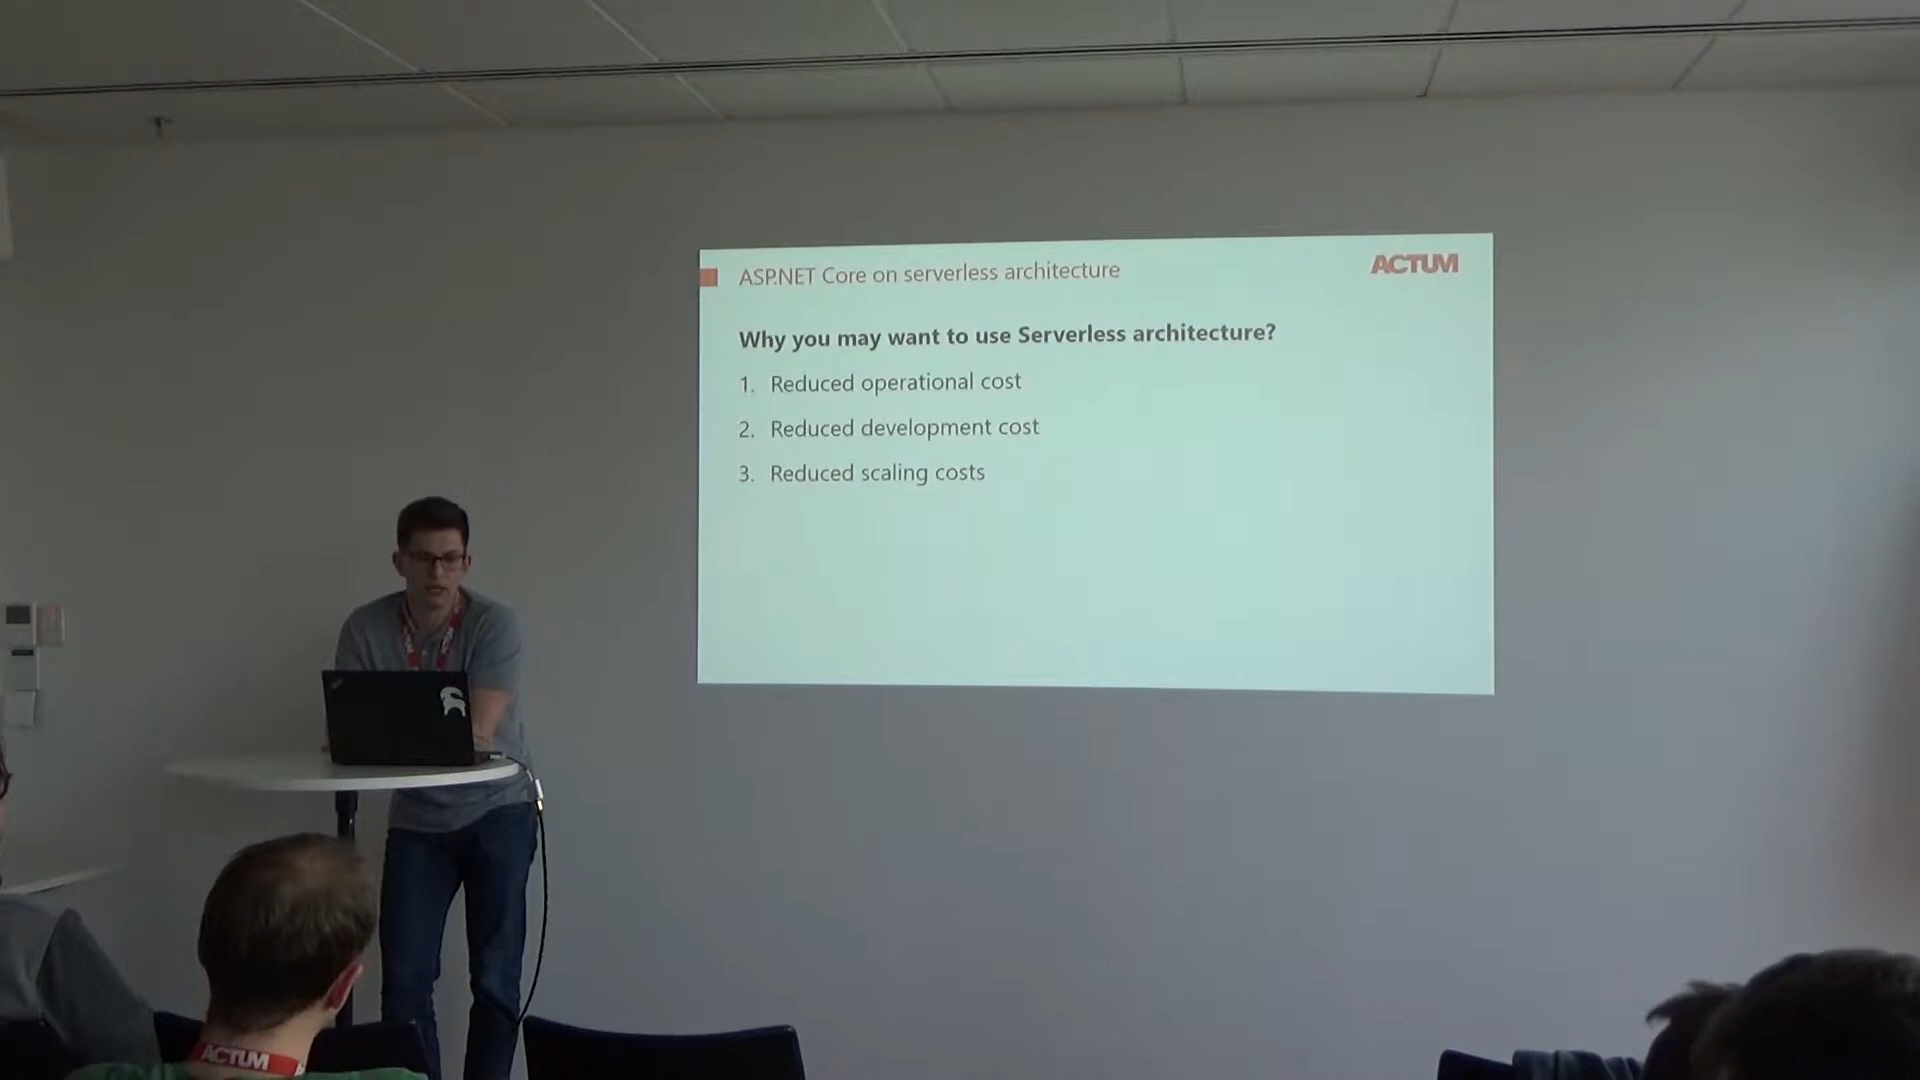 ASP.NET Core on serverless architecture
ACTUM
Why you may want to use Serverless architecture?
1. Reduced operational cost
2. Reduced development cost
3. Reduced scaling costs
ACTUM